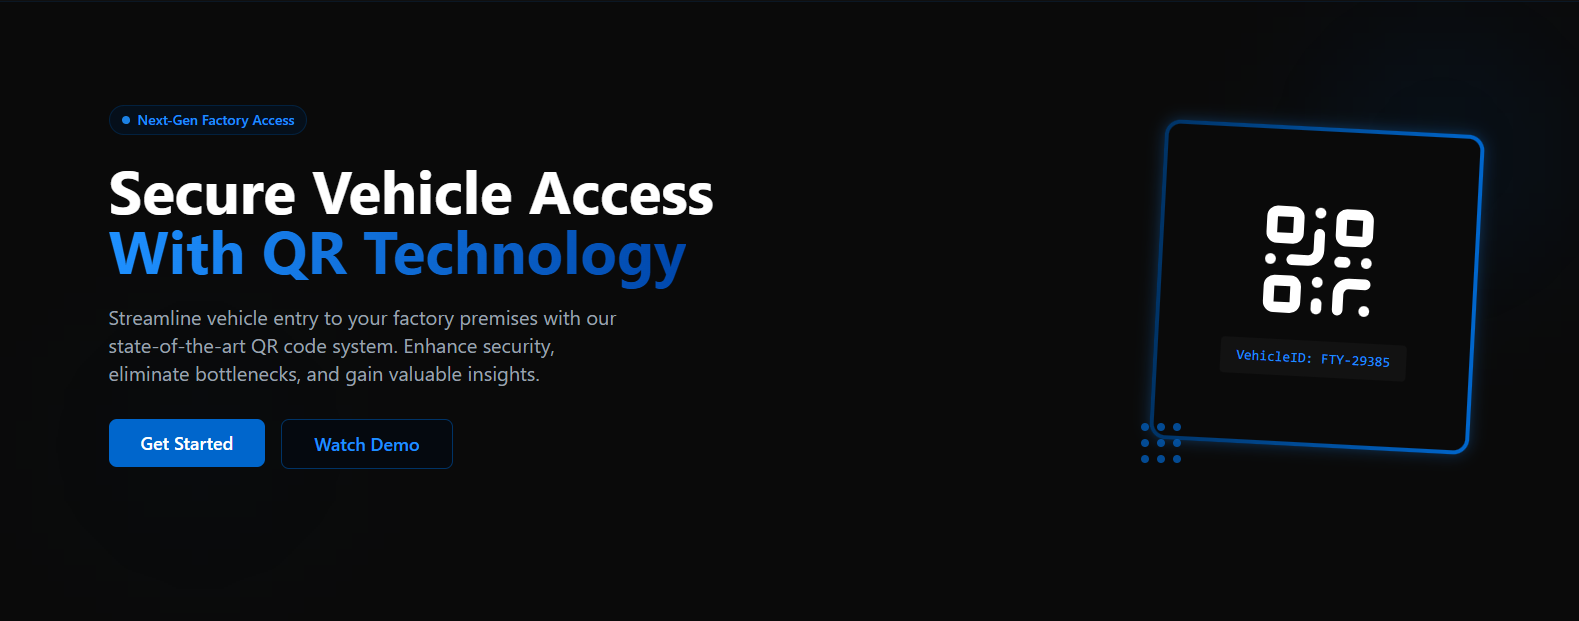 Next-Gen Factory Access
Secure Vehicle Access
With QR Technology
Streamline vehicle entry to your factory premises with our
state-of-the-art QR code system. Enhance security,
eliminate bottlenecks, and gain valuable insights.
Get Started
Watch Demo
VehicleID: FTY-29385